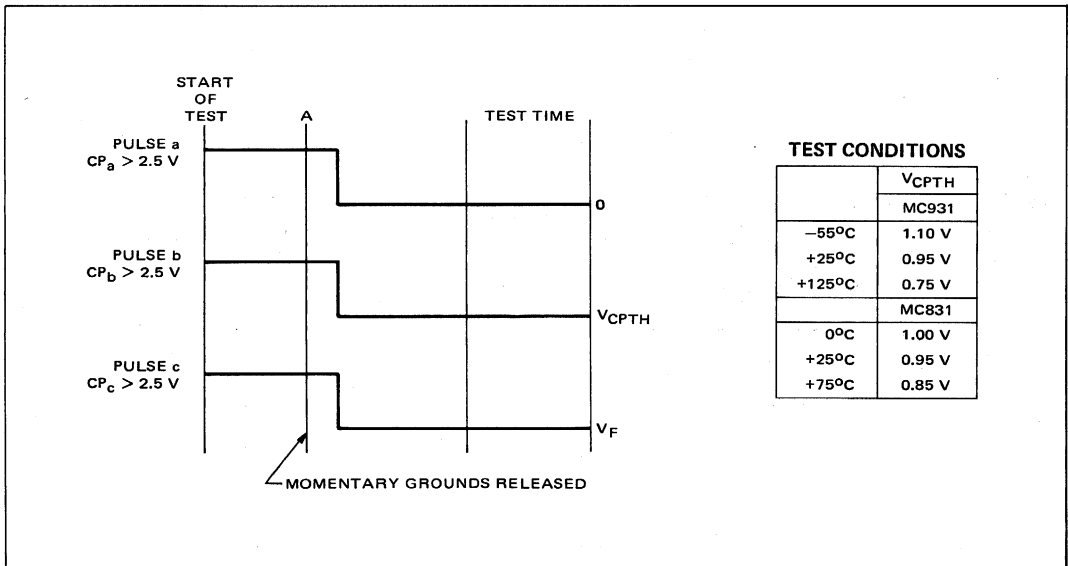 START
OF
TEST
A
TEST TIME
PULSE a
CPa > 2.5 V
0
PULSE b
CPb > 2.5 V
VCPTH
PULSE c
CPc > 2.5 V
VF
MOMENTARY GROUNDS RELEASED
TEST CONDITIONS
VCPTH
MC931
−55°C 1.10 V
+25°C 0.95 V
+125°C 0.75 V
MC831
0°C 1.00 V
+25°C 0.95 V
+75°C 0.85 V